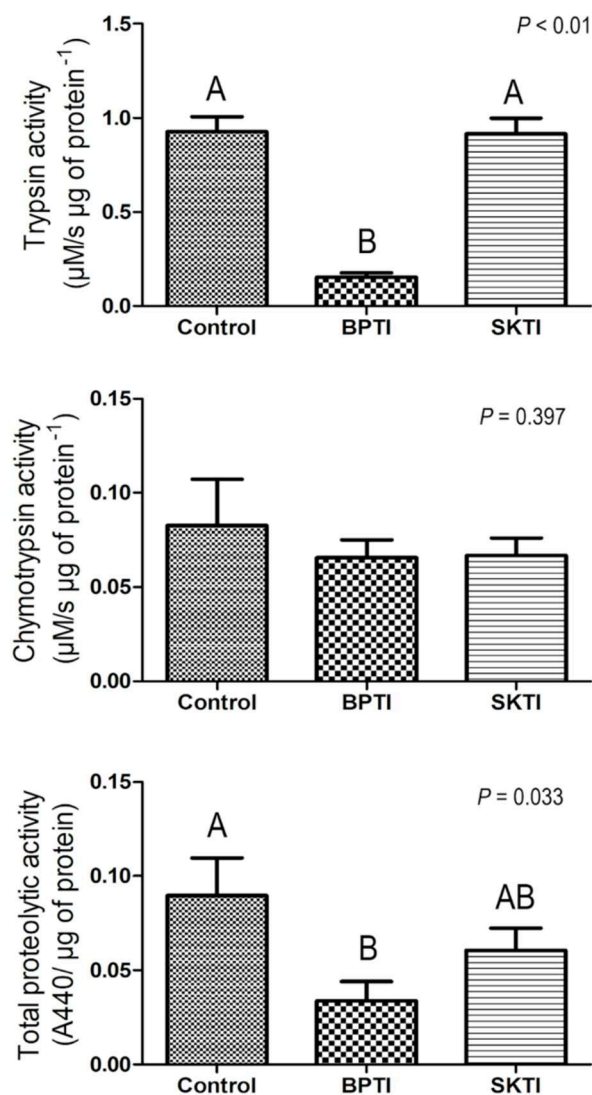 P < 0.01
Trypsin activity
(µM/s µg of protein⁻¹)
1.5
1.0
0.5
0.0
A
B
A
Control BPTI SKTI
P = 0.397
Chymotrypsin activity
(µM/s µg of protein⁻¹)
0.15
0.10
0.05
0.00
Control BPTI SKTI
P = 0.033
Total proteolytic activity
(A440/ µg of protein)
0.15
0.10
0.05
0.00
A
B
AB
Control BPTI SKTI